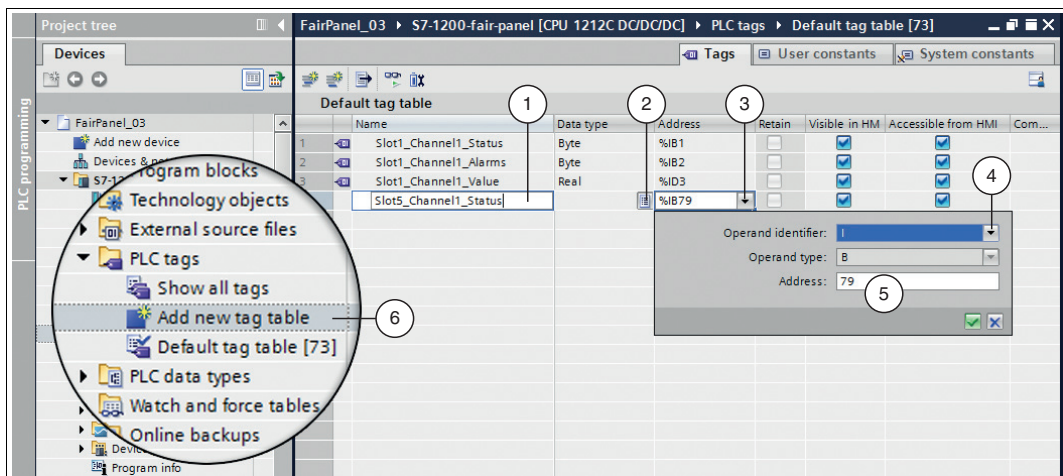 Project tree
FairPanel_03 ▸ S7-1200-fair-panel [CPU 1212C DC/DC/DC] ▸ PLC tags ▸ Default tag table [73]
Devices
Tags
User constants
System constants
PLC programming
Default tag table
1
2
3
Name Data type Address Retain Visible in HM Accessible from HMI Com...
FairPanel_03
Add new device
Devices &
S7-12
1 Slot1_Channel1_Status Byte %IB1
2 Slot1_Channel1_Alarms Byte %IB2
3 Slot1_Channel1_Value Real %ID3
Slot5_Channel1_Status %IB79
4
Operand identifier: I
Operand type: B
Address: 79
5
rogram blocks
Technology objects
External source files
PLC tags
Show all tags
Add new tag table
6
Default tag table [73]
PLC data types
Watch and force tables
Online backups
Devic
Program info